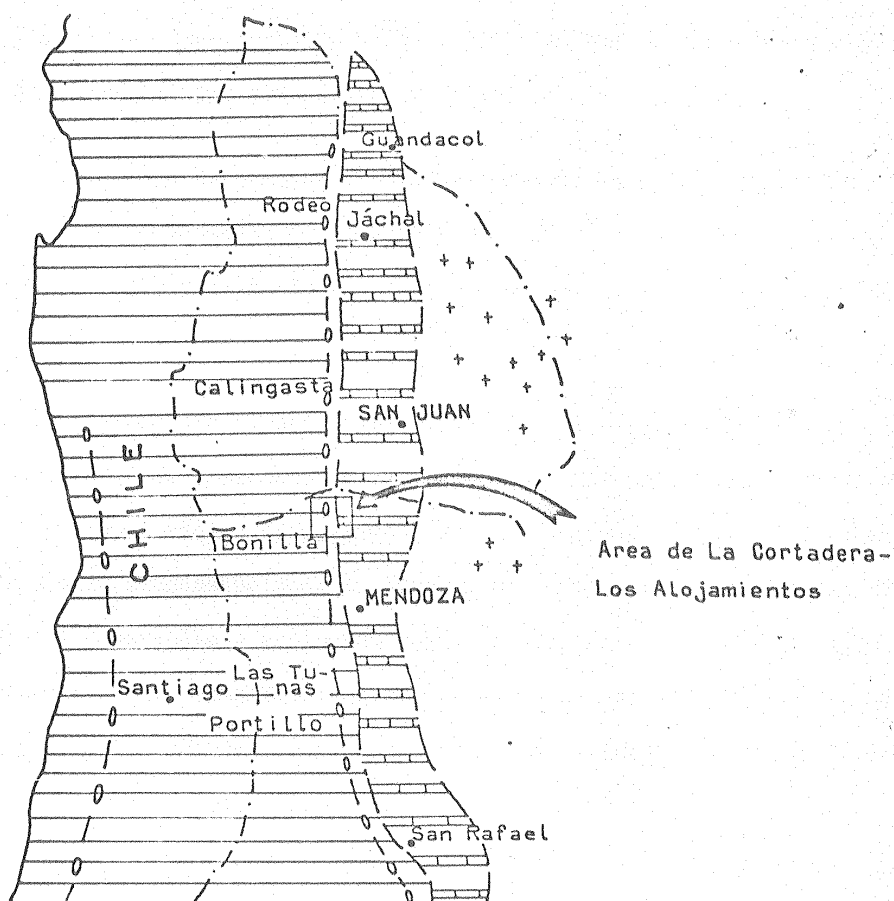 Guandacol
Rodeo
Jáchal
Calingasta
SAN JUAN
CHILE
Bonilla
Area de La Cortadera-
Los Alojamientos
MENDOZA
Las Tu-
nas
Santiago
Portillo
San Rafael